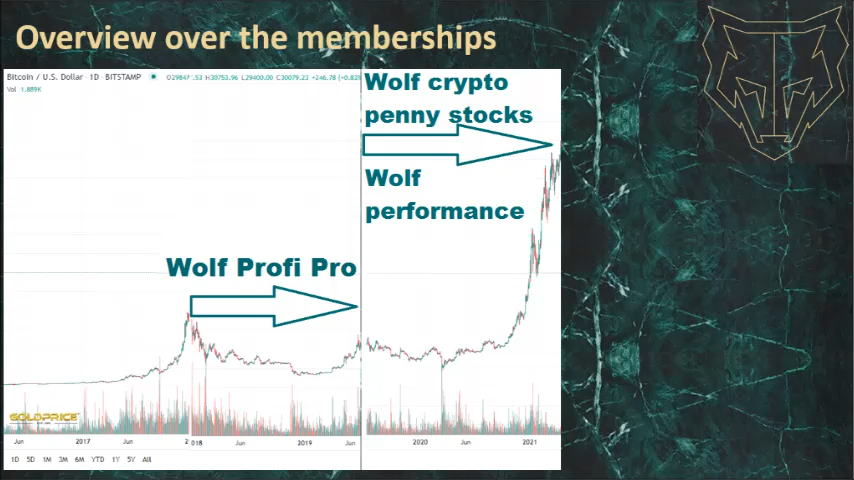 Overview over the memberships
Bitcoin / U.S. Dollar · 1D · BITSTAMP
Vol 1.889K
Wolf crypto
penny stocks
Wolf
performance
Wolf Profi Pro
GOLDPRICE
Jun 2017 Jun 2 018 Jun 2019 Jun 2020 Jun 2021
1D 5D 1M 3M 6M YTD 1Y 5Y All